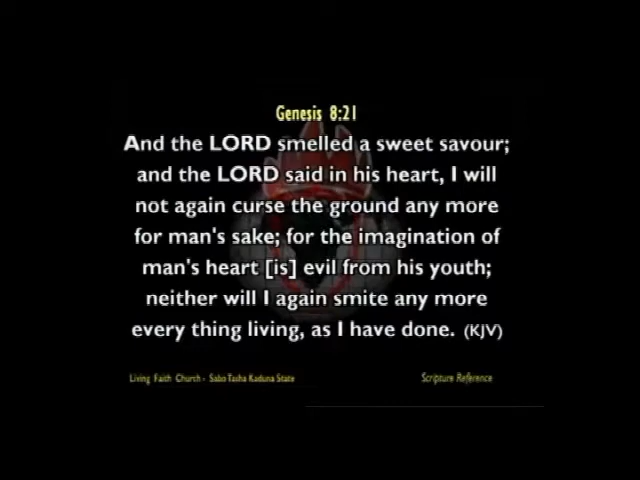 Genesis 8:21
And the LORD smelled a sweet savour;
and the LORD said in his heart, I will
not again curse the ground any more
for man's sake; for the imagination of
man's heart [is] evil from his youth;
neither will I again smite any more
every thing living, as I have done. (KJV)
Living Faith Church - Sabo Tasha Kaduna State
Scripture Reference